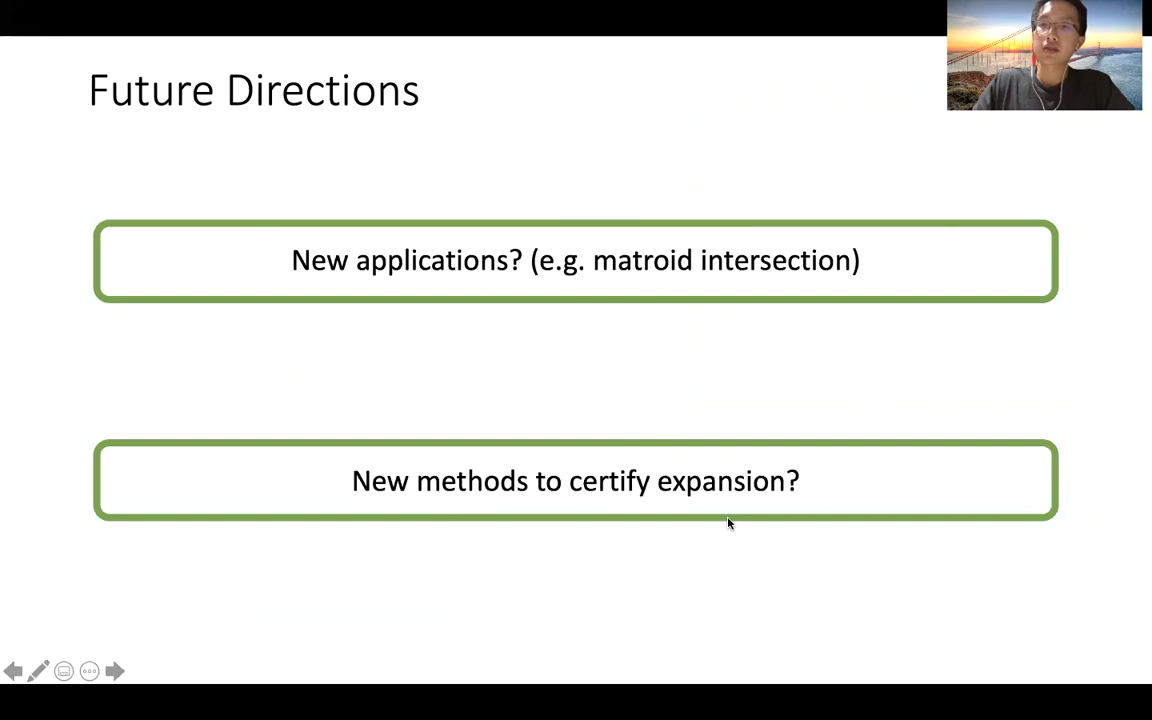 Future Directions
New applications? (e.g. matroid intersection)
New methods to certify expansion?